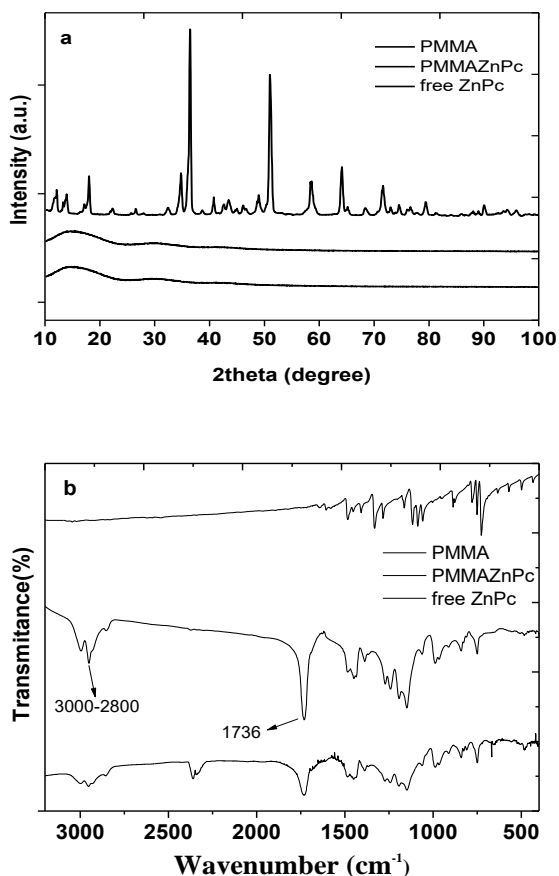 a
PMMA
PMMAZnPc
free ZnPc
Intensity (a.u.)
10 20 30 40 50 60 70 80 90 100
2theta (degree)
b
PMMA
PMMAZnPc
free ZnPc
Transmitance(%)
3000-2800
1736
3000 2500 2000 1500 1000 500
Wavenumber (cm-1)